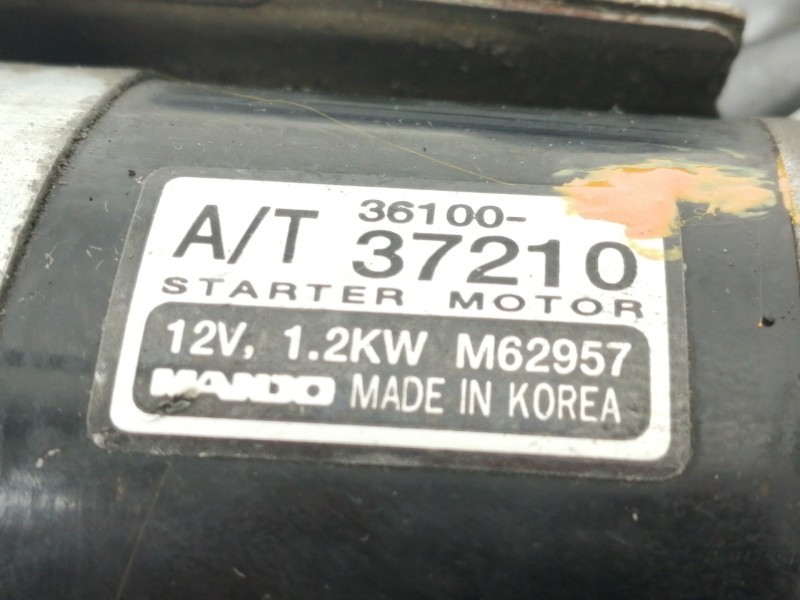 A/T 36100-
37210
STARTER MOTOR
12V, 1.2KW M62957
MANDO MADE IN KOREA